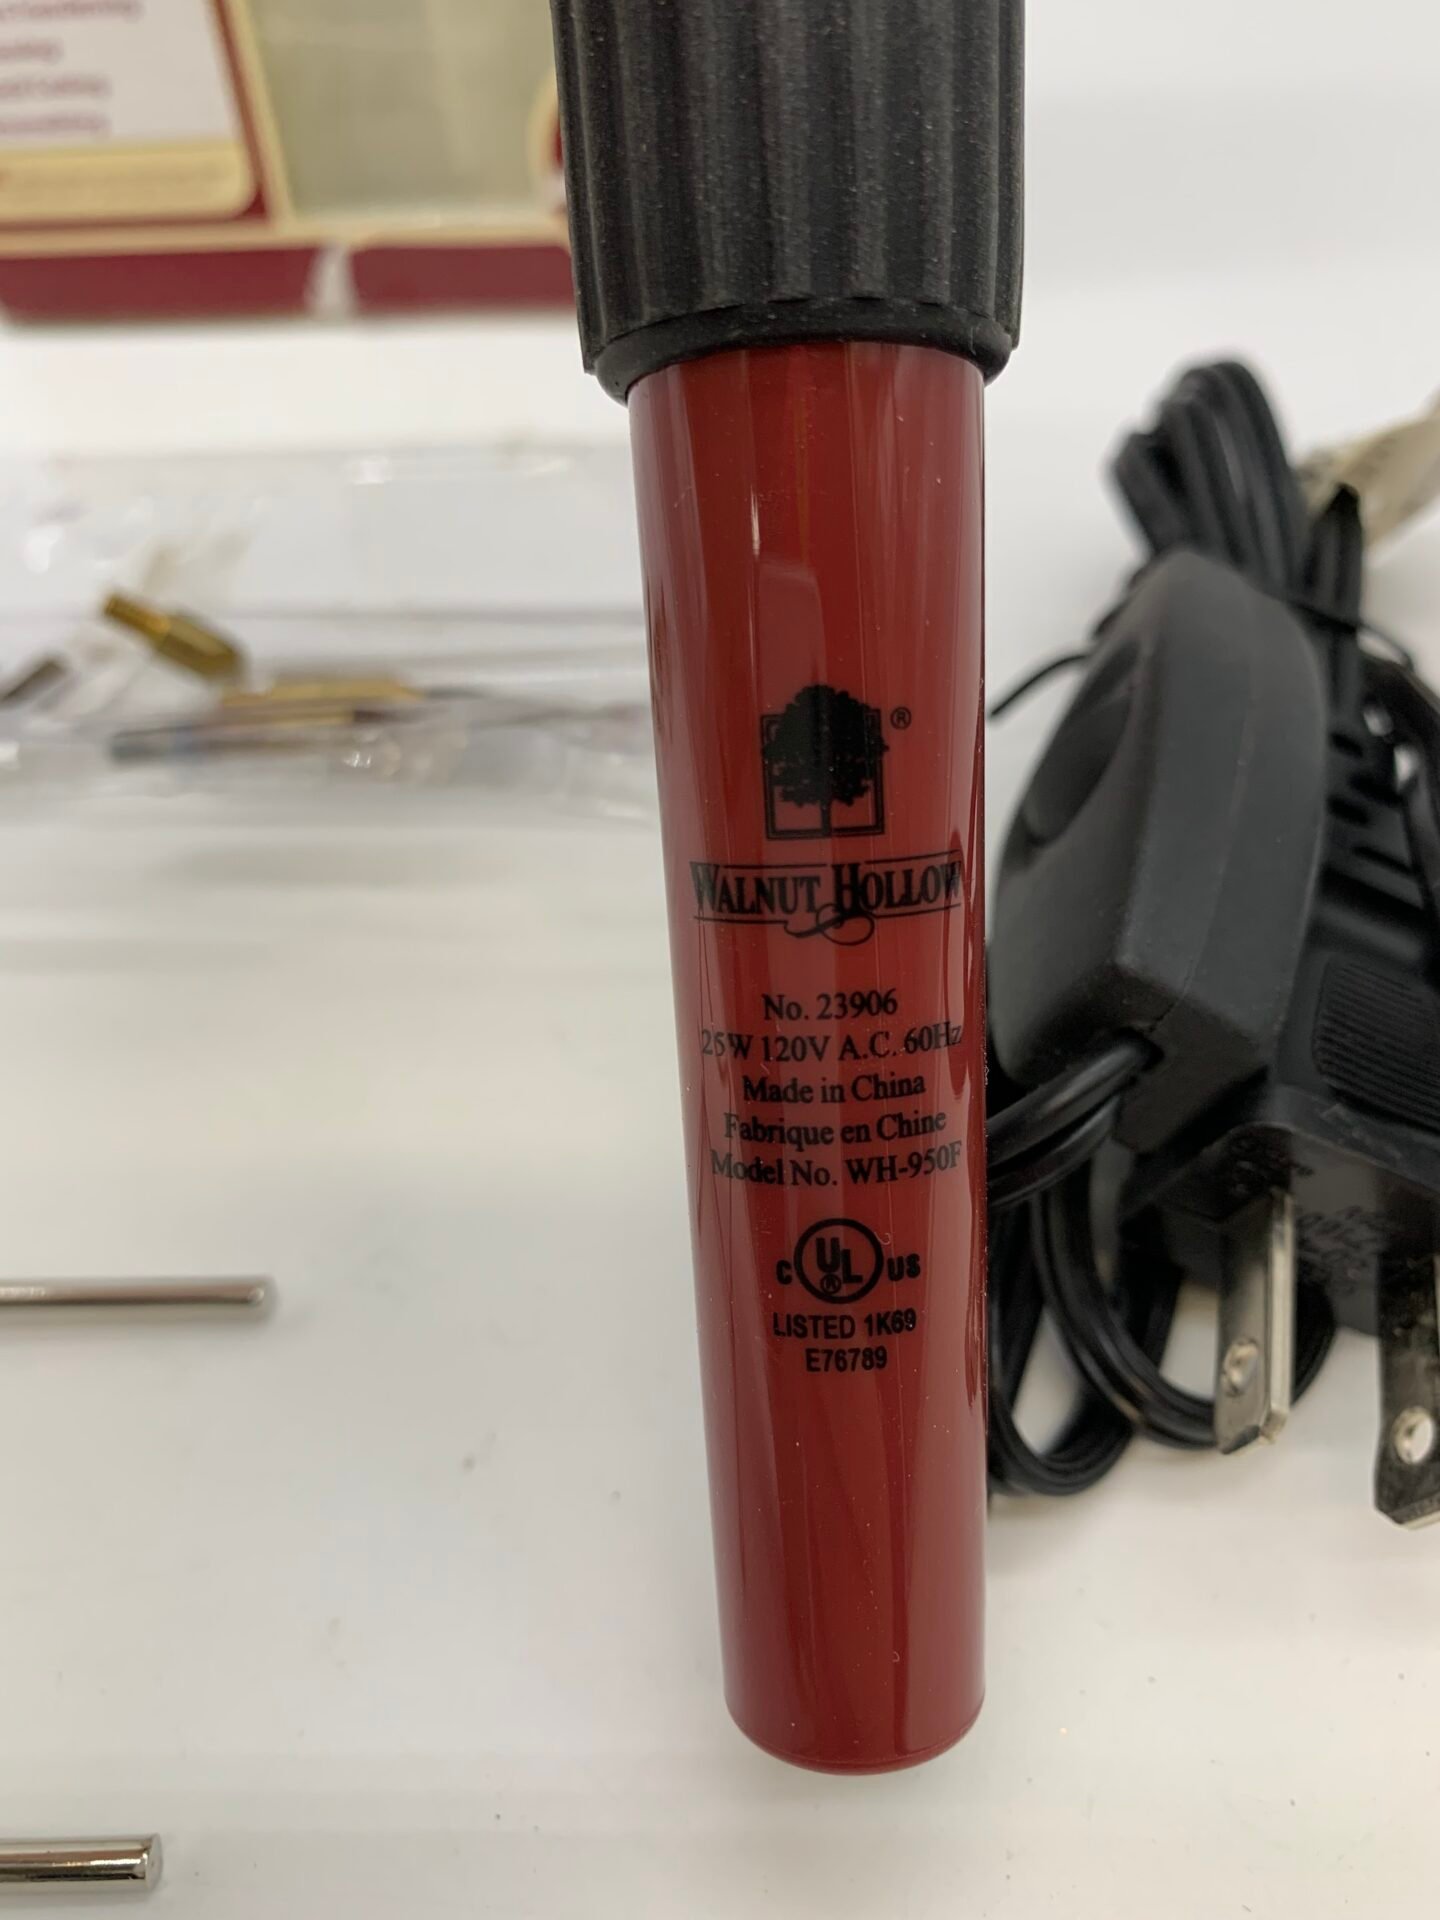 ®
WALNUT HOLLOW
No. 23906
25W 120V A.C. 60Hz
Made in China
Fabrique en Chine
Model No. WH-950F
C UL® US
LISTED 1K69
E76789